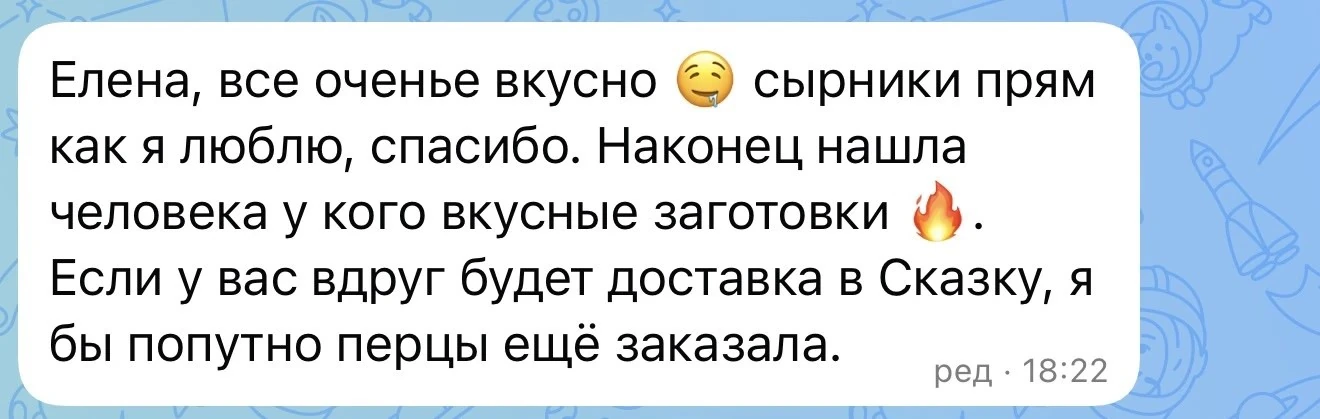 Елена, все оченье вкусно 🤤 сырники прям
как я люблю, спасибо. Наконец нашла
человека у кого вкусные заготовки 🔥.
Если у вас вдруг будет доставка в Сказку, я
бы попутно перцы ещё заказала.
ред · 18:22